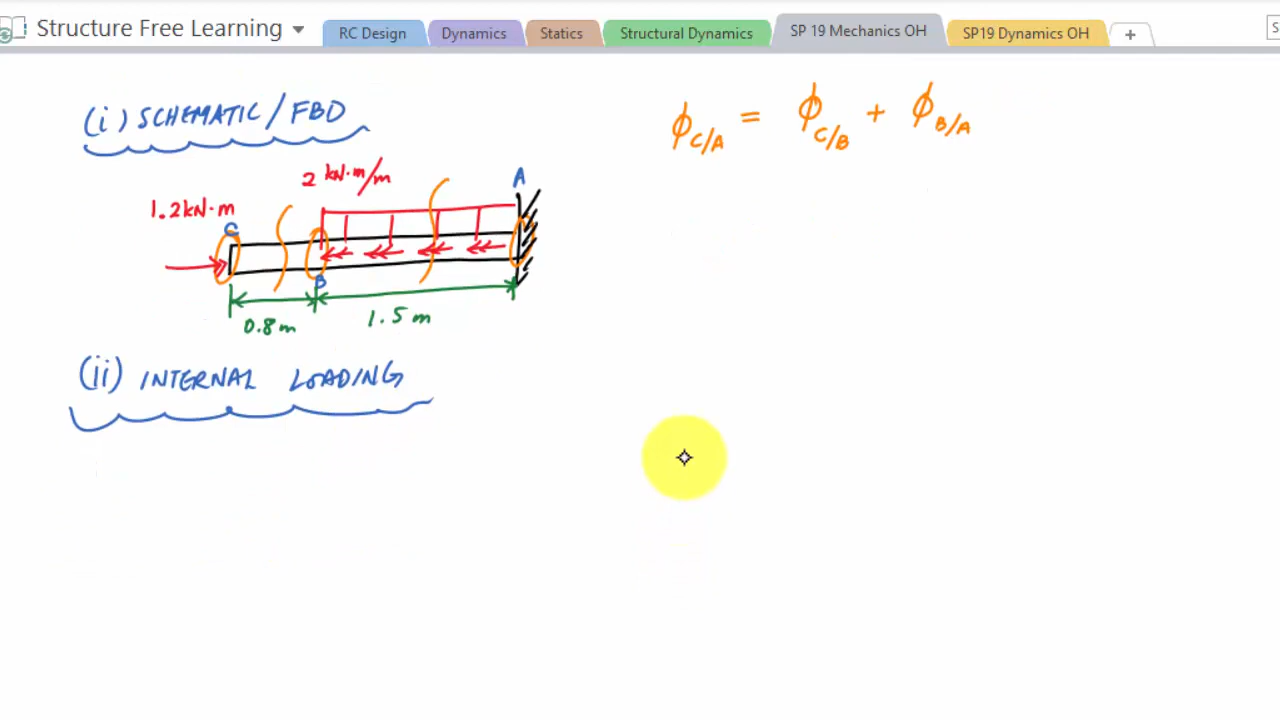 Structure Free Learning
RC Design
Dynamics
Statics
Structural Dynamics
SP 19 Mechanics OH
SP19 Dynamics OH
+
(i) SCHEMATIC/FBD
ϕC/A = ϕC/B + ϕB/A
2 kN·m/m
A
1.2kN·m
C
B
0.8m
1.5 m
(ii) INTERNAL LOADING